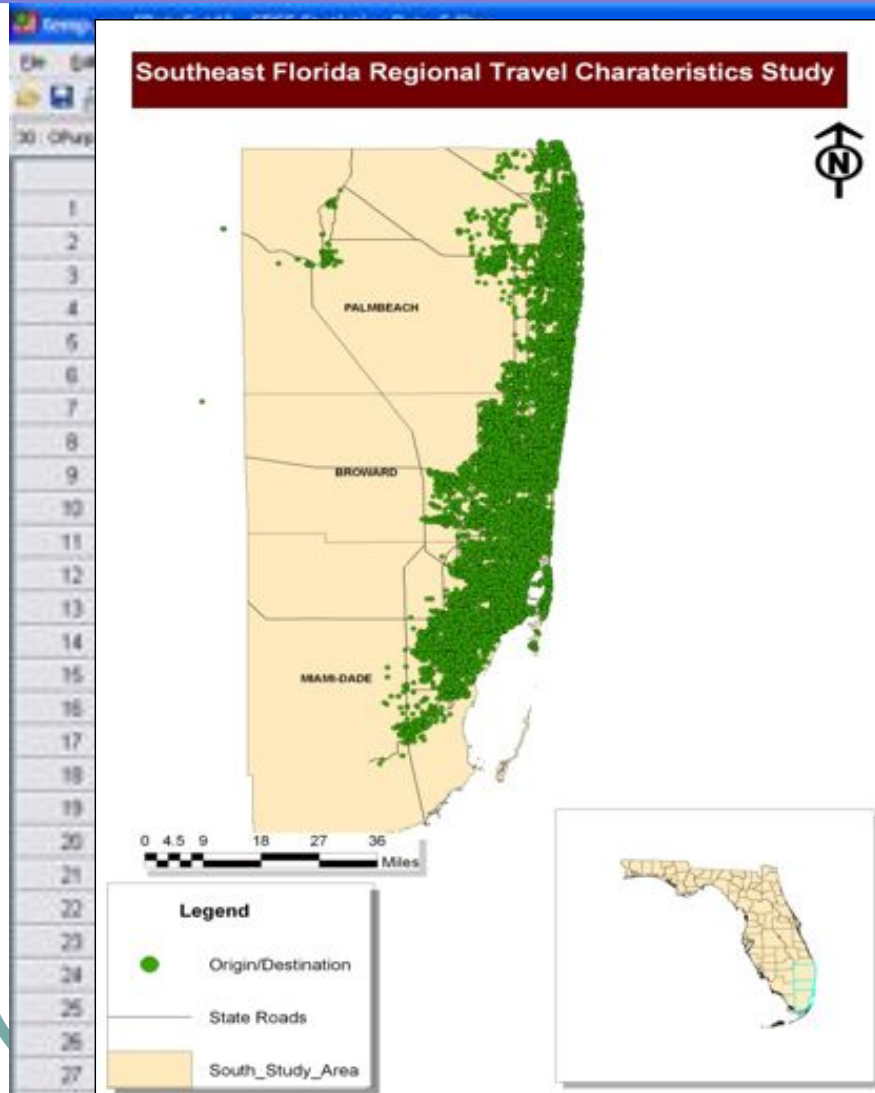 Southeast Florida Regional Travel Charateristics Study
N
30 : OPurp
1
2
3
4
5
6
7
8
9
10
11
12
13
14
15
16
17
18
19
20
21
22
23
24
25
26
27
PALMBEACH
BROWARD
MIAMI-DADE
0 4.5 9 18 27 36
Miles
Legend
Origin/Destination
State Roads
South_Study_Area